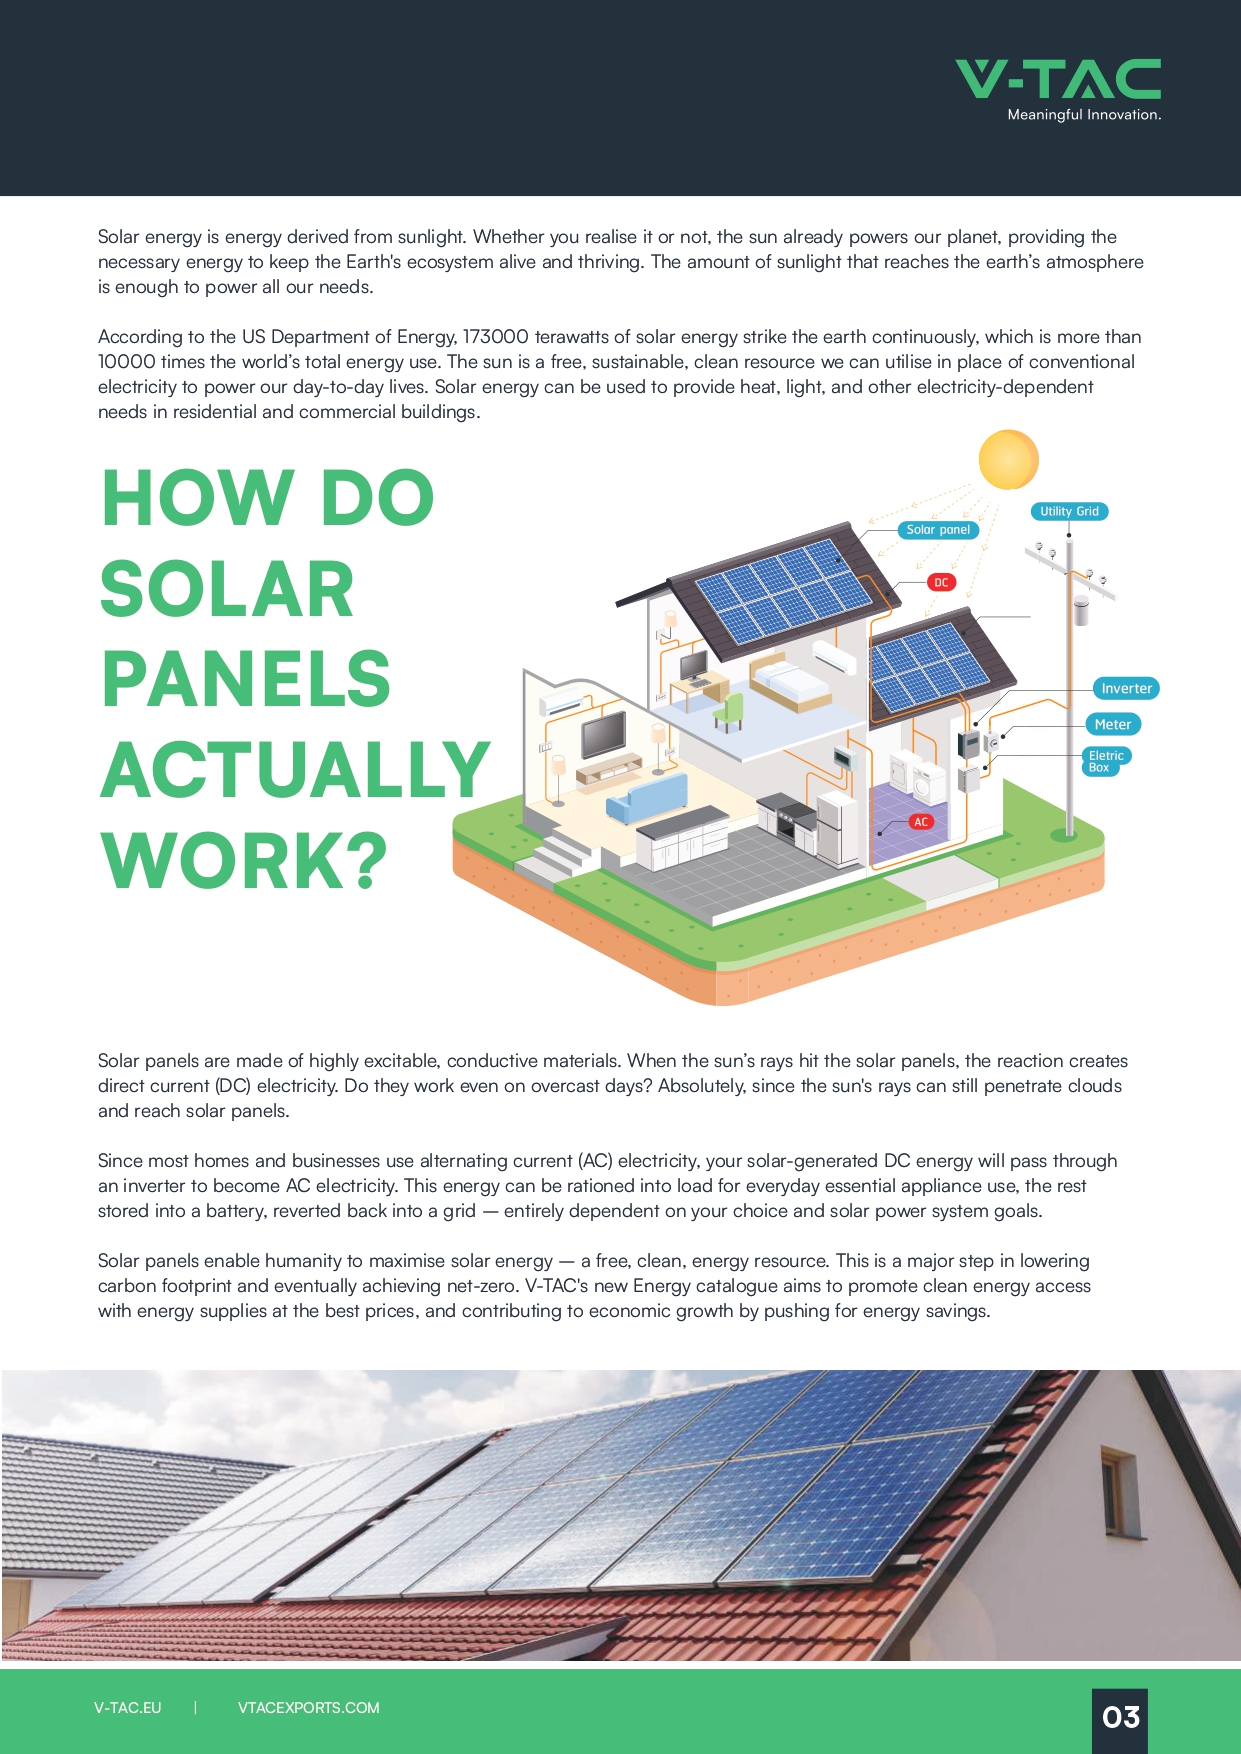 V-TAC
Meaningful Innovation.
Solar energy is energy derived from sunlight. Whether you realise it or not, the sun already powers our planet, providing the
necessary energy to keep the Earth's ecosystem alive and thriving. The amount of sunlight that reaches the earth’s atmosphere
is enough to power all our needs.
According to the US Department of Energy, 173000 terawatts of solar energy strike the earth continuously, which is more than
10000 times the world’s total energy use. The sun is a free, sustainable, clean resource we can utilise in place of conventional
electricity to power our day-to-day lives. Solar energy can be used to provide heat, light, and other electricity-dependent
needs in residential and commercial buildings.
HOW DO
SOLAR
PANELS
ACTUALLY
WORK?
Utility Grid
Solar panel
DC
Inverter
Meter
Eletric
Box
AC
Solar panels are made of highly excitable, conductive materials. When the sun’s rays hit the solar panels, the reaction creates
direct current (DC) electricity. Do they work even on overcast days? Absolutely, since the sun's rays can still penetrate clouds
and reach solar panels.
Since most homes and businesses use alternating current (AC) electricity, your solar-generated DC energy will pass through
an inverter to become AC electricity. This energy can be rationed into load for everyday essential appliance use, the rest
stored into a battery, reverted back into a grid – entirely dependent on your choice and solar power system goals.
Solar panels enable humanity to maximise solar energy – a free, clean, energy resource. This is a major step in lowering
carbon footprint and eventually achieving net-zero. V-TAC's new Energy catalogue aims to promote clean energy access
with energy supplies at the best prices, and contributing to economic growth by pushing for energy savings.
V-TAC.EU | VTACEXPORTS.COM
03